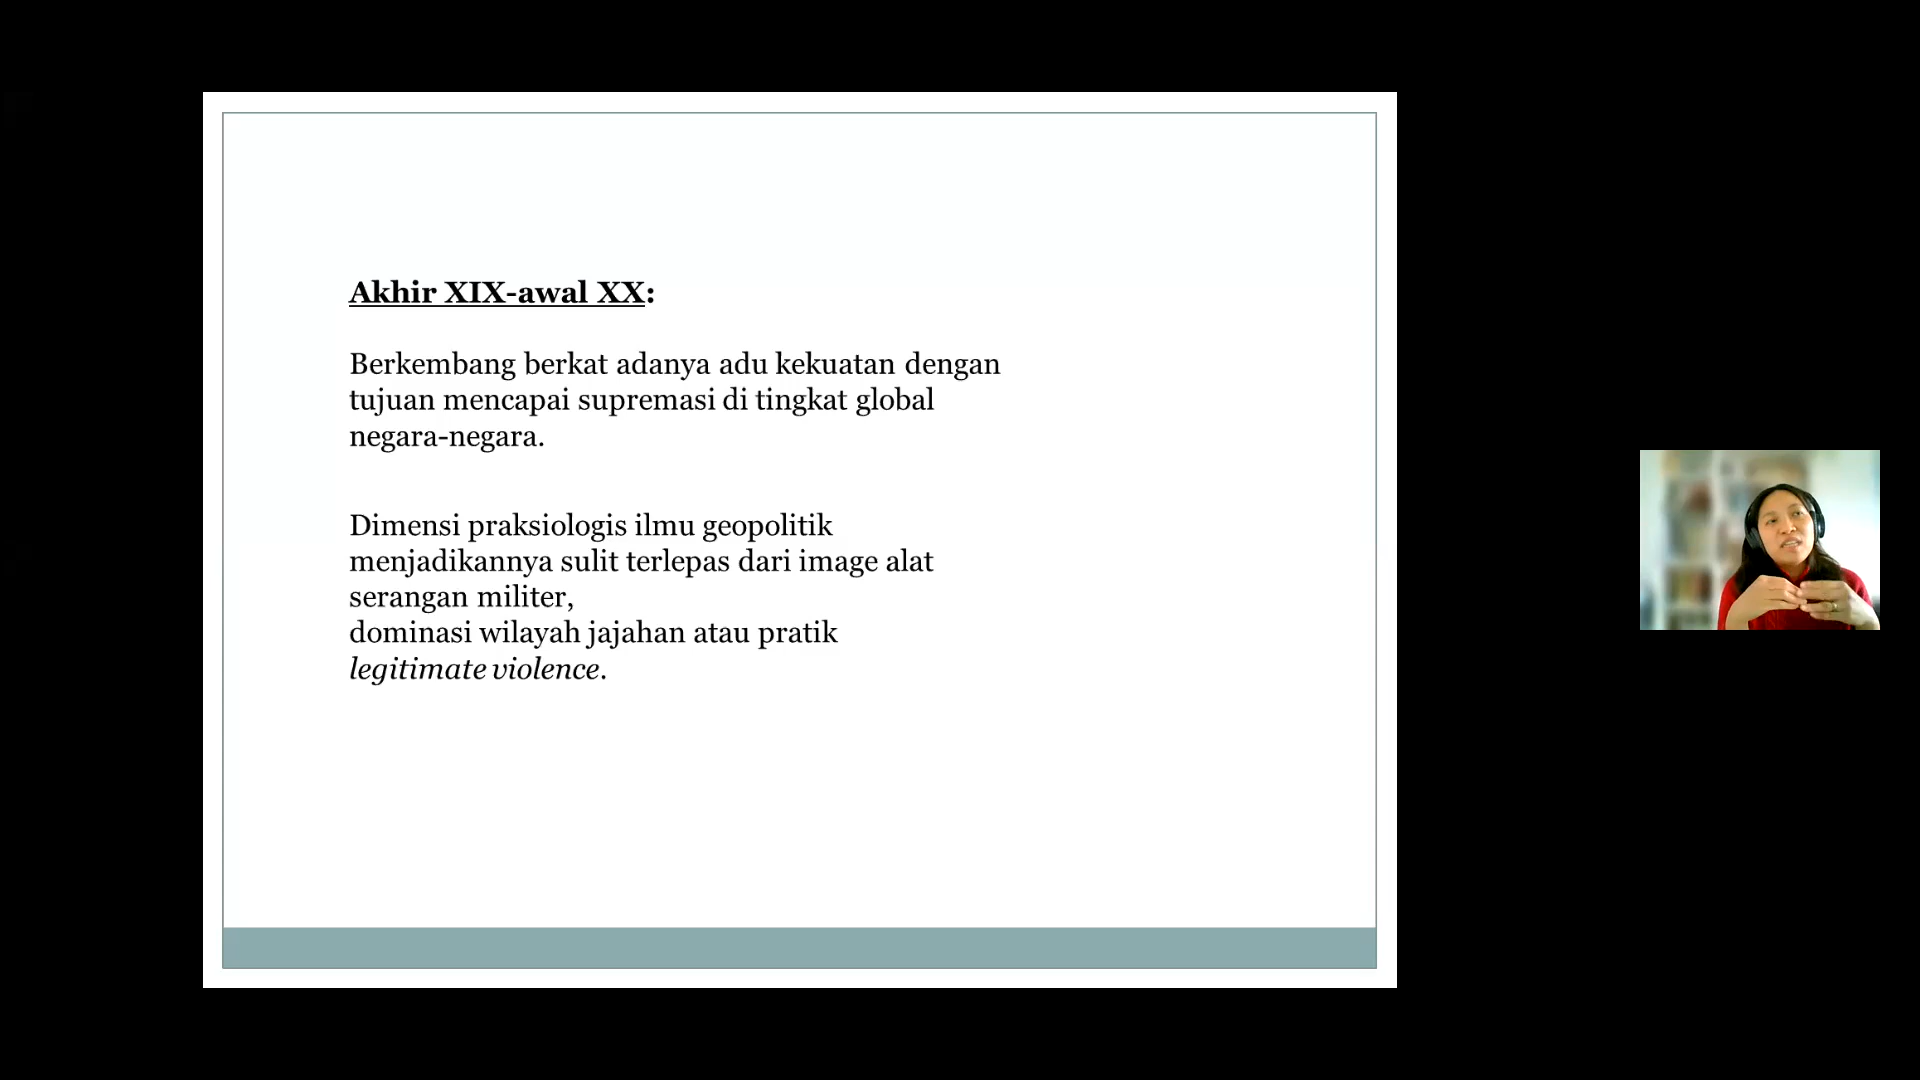 Akhir XIX-awal XX:
Berkembang berkat adanya adu kekuatan dengan
tujuan mencapai supremasi di tingkat global
negara-negara.
Dimensi praksiologis ilmu geopolitik
menjadikannya sulit terlepas dari image alat
serangan militer,
dominasi wilayah jajahan atau pratik
legitimate violence.